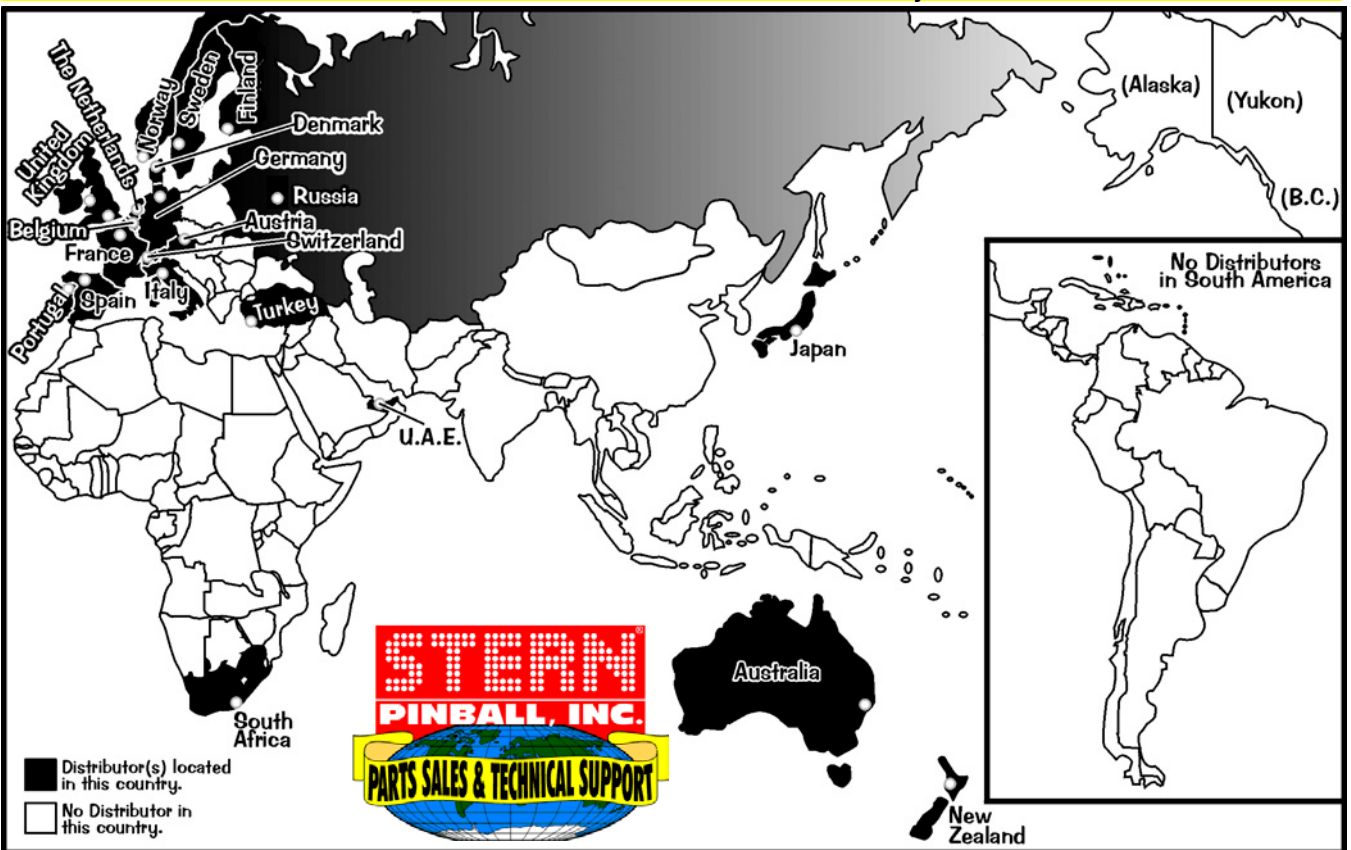 The Netherlands
Norway
Sweden
Finland
United
Kingdom
Denmark
Germany
Russia
Belgium
Austria
Switzerland
France
Portugal
Spain
Italy
Turkey
(Alaska)
(Yukon)
(B.C.)
No Distributors
in South America
Japan
U.A.E.
Australia
South
Africa
New
Zealand
STERN®
PINBALL, INC.
PARTS SALES & TECHNICAL SUPPORT
Distributor(s) located
in this country.
No Distributor in
this country.